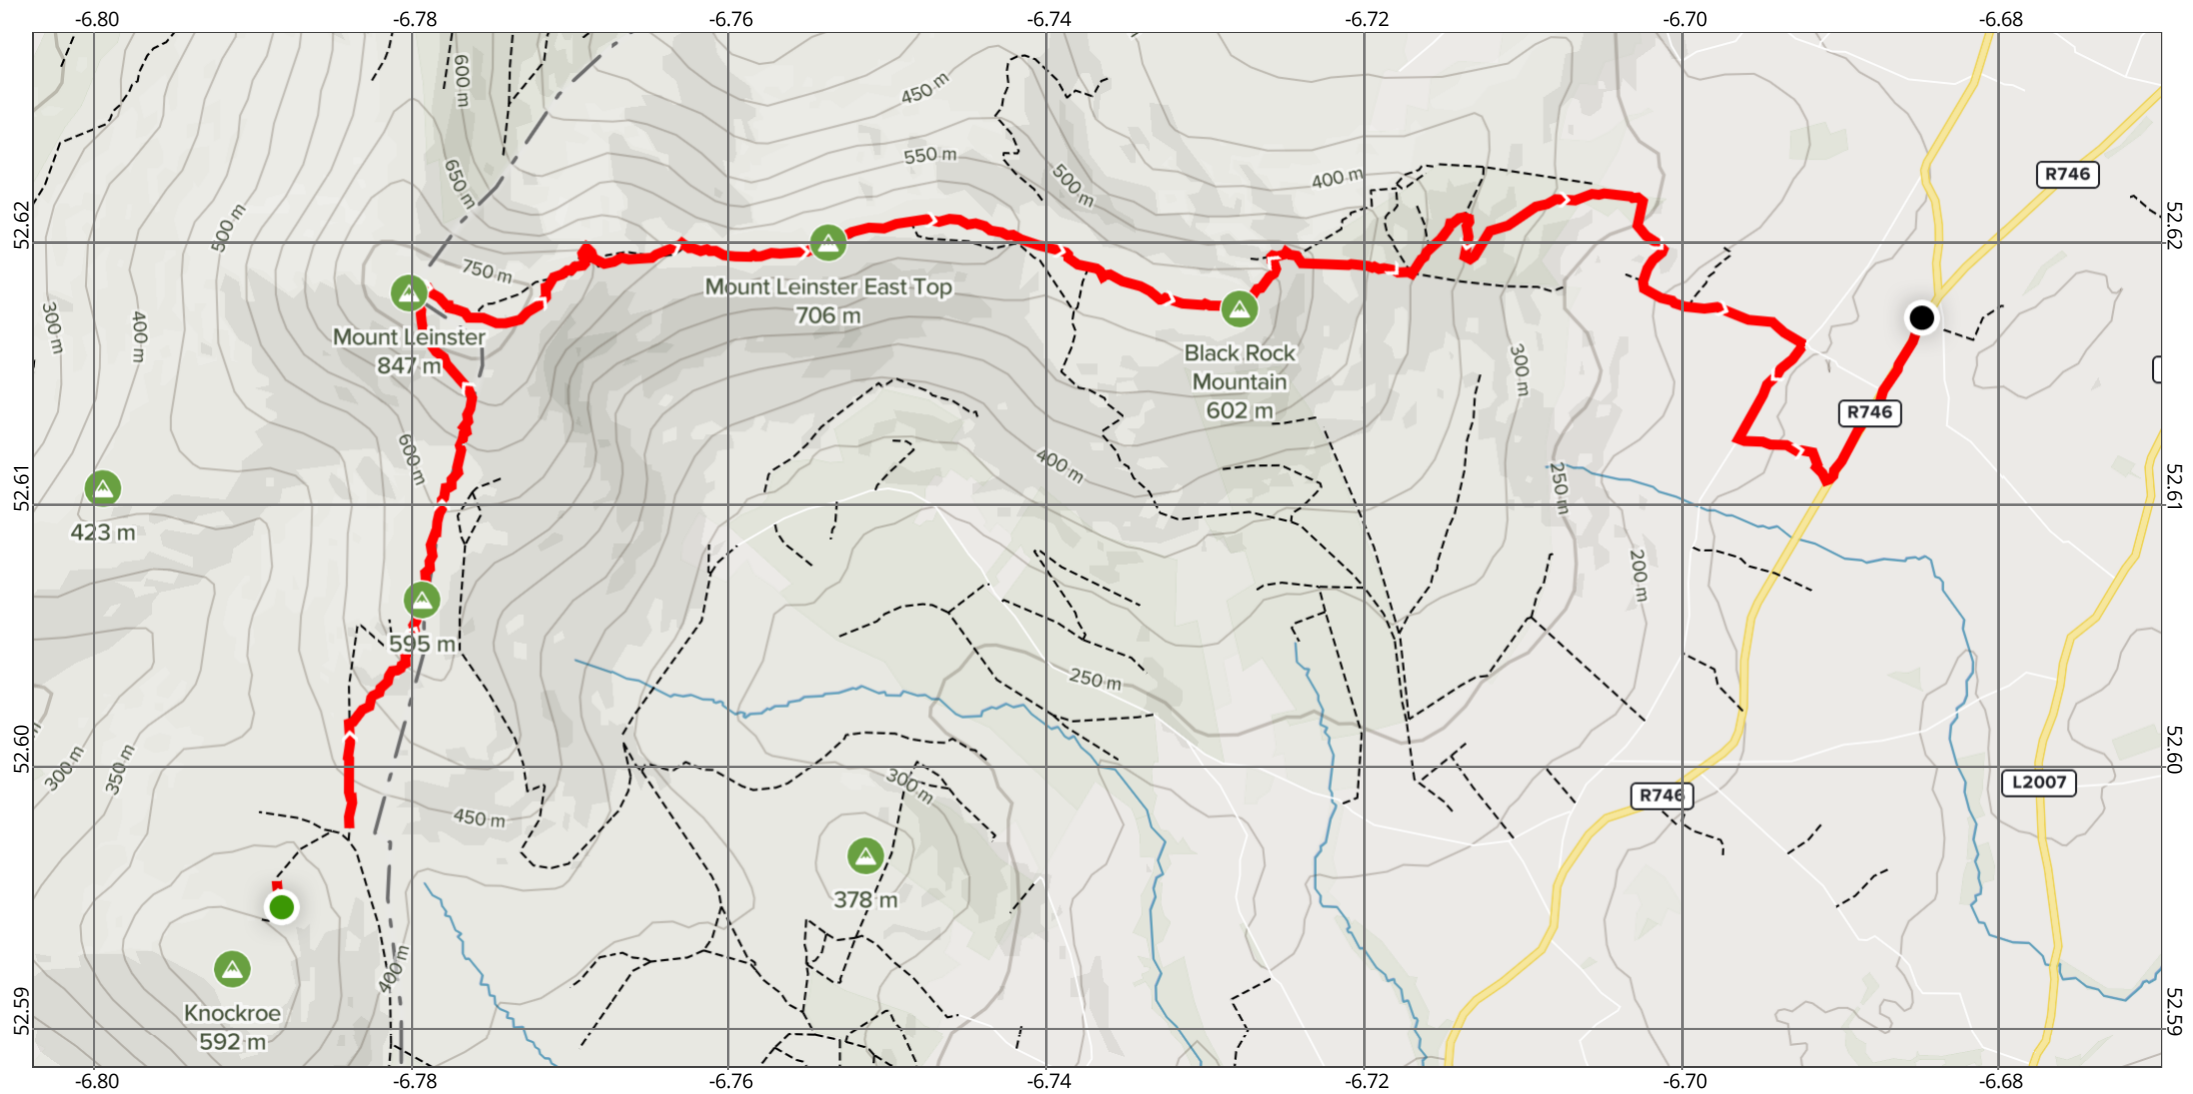 -6.80
-6.78
-6.76
-6.74
-6.72
-6.70
-6.68
600 m
450 m
550 m
650 m
500 m
400 m
R746
500 m
52.62
52.62
750 m
Mount Leinster East Top
706 m
300 m
400 m
Mount Leinster
847 m
Black Rock
Mountain
602 m
300 m
R746
600 m
400 m
250 m
52.61
52.61
423 m
200 m
595 m
250 m
52.60
52.60
300 m
350 m
300 m
R746
L2007
450 m
378 m
400 m
Knockroe
592 m
52.59
52.59
-6.80
-6.78
-6.76
-6.74
-6.72
-6.70
-6.68